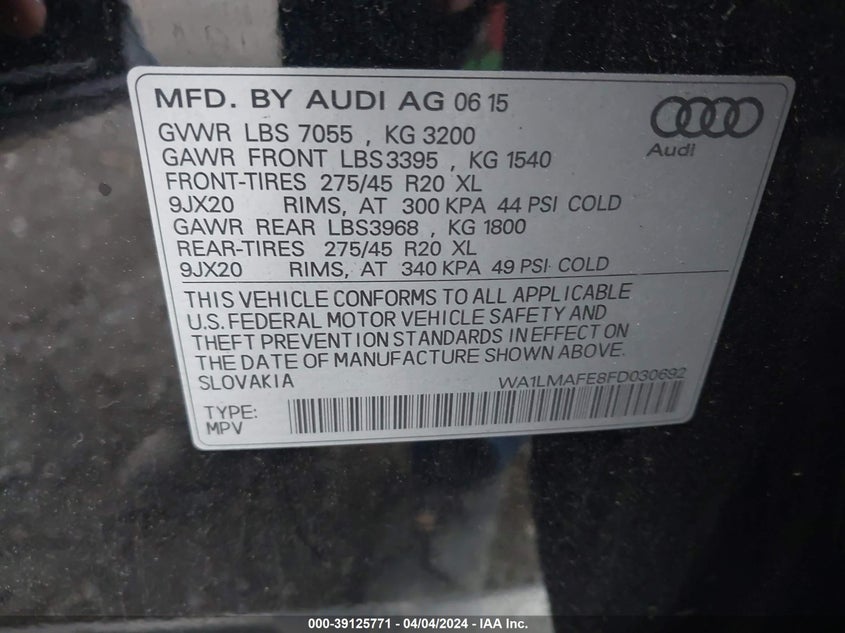 MFD. BY AUDI AG 06 15
Audi
GVWR LBS 7055 , KG 3200
GAWR FRONT LBS3395 , KG 1540
FRONT-TIRES 275/45 R20 XL
9JX20 RIMS, AT 300 KPA 44 PSI COLD
GAWR REAR LBS3968 , KG 1800
REAR-TIRES 275/45 R20 XL
9JX20 RIMS, AT 340 KPA 49 PSI COLD
THIS VEHICLE CONFORMS TO ALL APPLICABLE
U.S. FEDERAL MOTOR VEHICLE SAFETY AND
THEFT PREVENTION STANDARDS IN EFFECT ON
THE DATE OF MANUFACTURE SHOWN ABOVE.
SLOVAKIA WA1LMAFE8FD030692
TYPE:
MPV
000-39125771 - 04/04/2024 - IAA Inc.